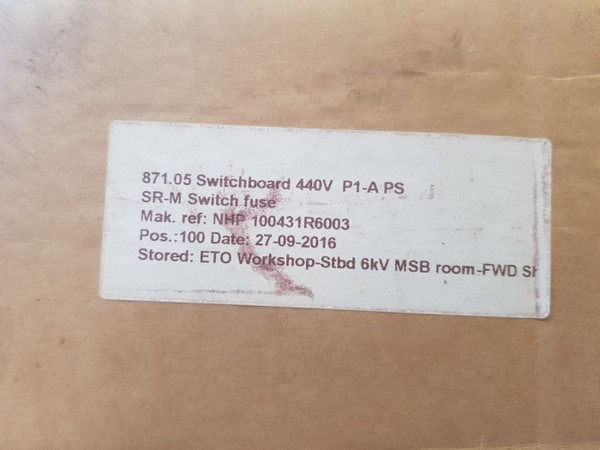 871.05 Switchboard 440V P1-A PS
SR-M Switch fuse
Mak. ref: NHP 100431R6003
Pos.:100 Date: 27-09-2016
Stored: ETO Workshop-Stbd 6kV MSB room-FWD